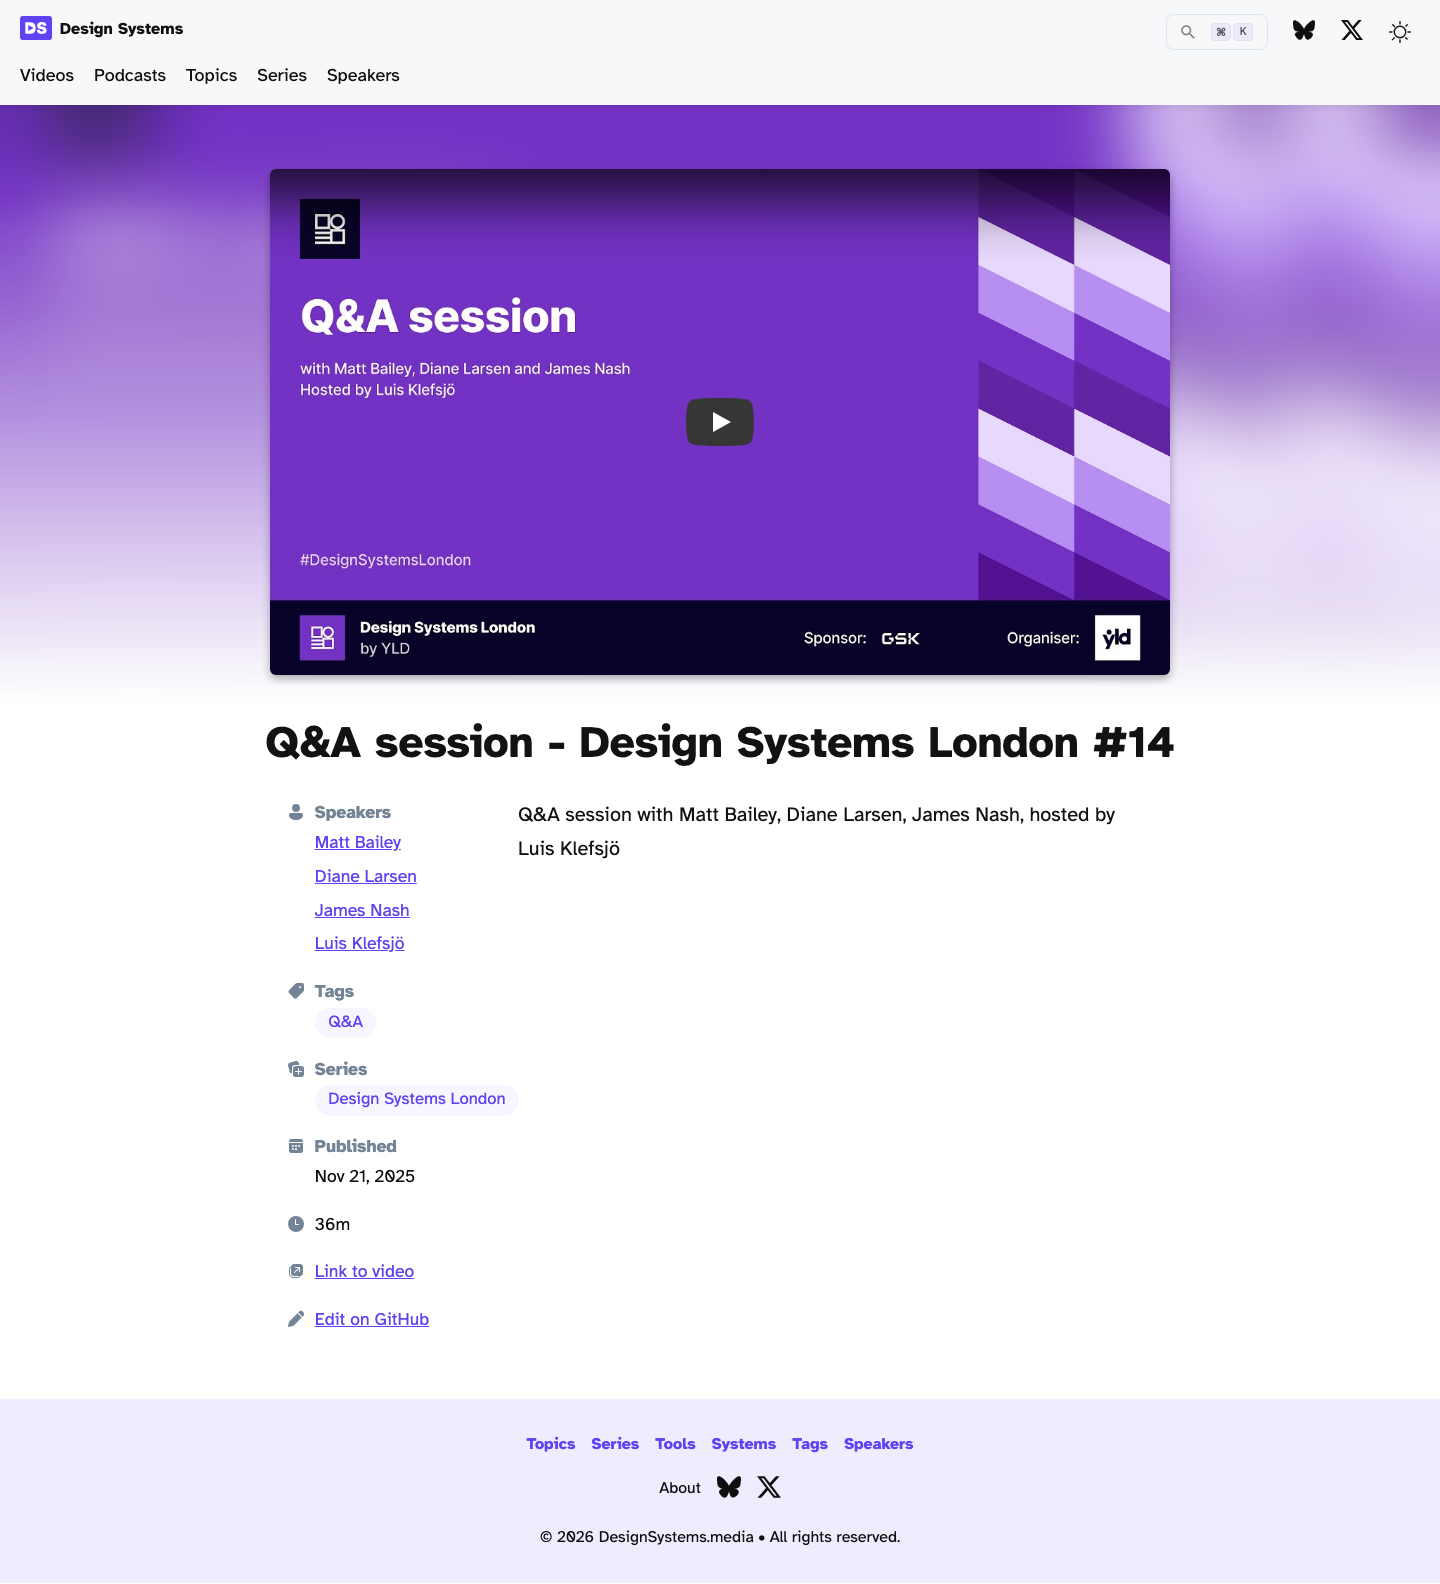 DS Design Systems
⌘ K
Videos Podcasts Topics Series Speakers
Q&A session
with Matt Bailey, Diane Larsen and James Nash
Hosted by Luis Klefsjö
#DesignSystemsLondon
Design Systems London
by YLD
Sponsor: GSK
Organiser: yld
Q&A session - Design Systems London #14
Speakers
Matt Bailey
Diane Larsen
James Nash
Luis Klefsjö
Tags
Q&A
Series
Design Systems London
Published
Nov 21, 2025
36m
Link to video
Edit on GitHub
Q&A session with Matt Bailey, Diane Larsen, James Nash, hosted by
Luis Klefsjö
Topics Series Tools Systems Tags Speakers
About
© 2026 DesignSystems.media • All rights reserved.